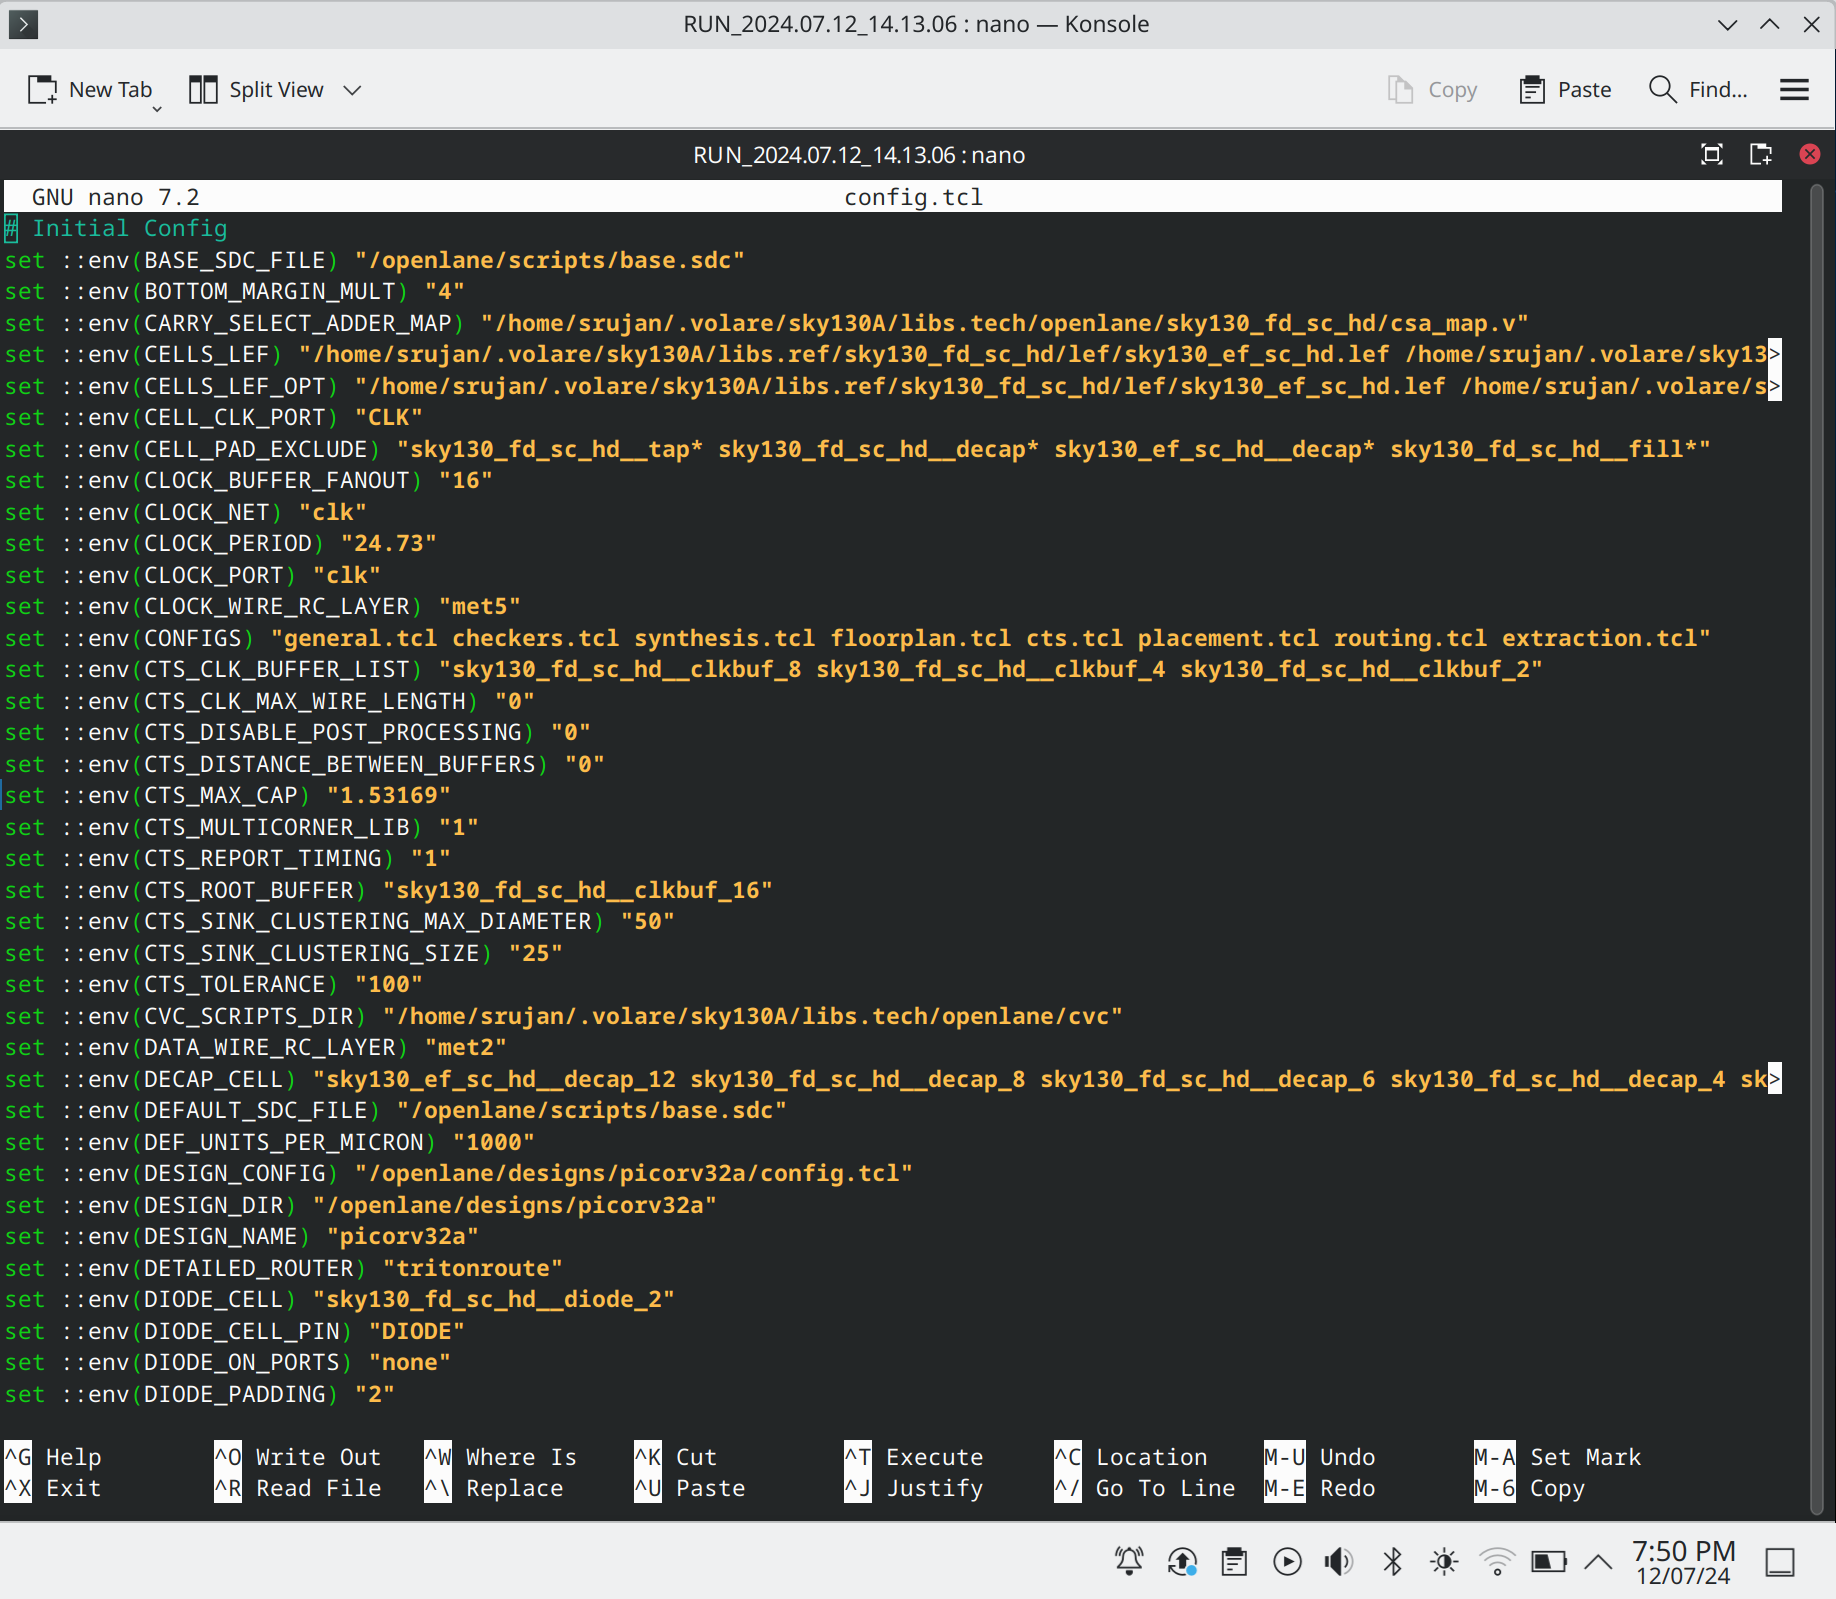 RUN_2024.07.12_14.13.06 : nano — Konsole
New Tab Split View Copy Paste Find...
RUN_2024.07.12_14.13.06 : nano
GNU nano 7.2 config.tcl
# Initial Config
set ::env(BASE_SDC_FILE) "/openlane/scripts/base.sdc"
set ::env(BOTTOM_MARGIN_MULT) "4"
set ::env(CARRY_SELECT_ADDER_MAP) "/home/srujan/.volare/sky130A/libs.tech/openlane/sky130_fd_sc_hd/csa_map.v"
set ::env(CELLS_LEF) "/home/srujan/.volare/sky130A/libs.ref/sky130_fd_sc_hd/lef/sky130_ef_sc_hd.lef /home/srujan/.volare/sky13>
set ::env(CELLS_LEF_OPT) "/home/srujan/.volare/sky130A/libs.ref/sky130_fd_sc_hd/lef/sky130_ef_sc_hd.lef /home/srujan/.volare/s>
set ::env(CELL_CLK_PORT) "CLK"
set ::env(CELL_PAD_EXCLUDE) "sky130_fd_sc_hd__tap* sky130_fd_sc_hd__decap* sky130_ef_sc_hd__decap* sky130_fd_sc_hd__fill*"
set ::env(CLOCK_BUFFER_FANOUT) "16"
set ::env(CLOCK_NET) "clk"
set ::env(CLOCK_PERIOD) "24.73"
set ::env(CLOCK_PORT) "clk"
set ::env(CLOCK_WIRE_RC_LAYER) "met5"
set ::env(CONFIGS) "general.tcl checkers.tcl synthesis.tcl floorplan.tcl cts.tcl placement.tcl routing.tcl extraction.tcl"
set ::env(CTS_CLK_BUFFER_LIST) "sky130_fd_sc_hd__clkbuf_8 sky130_fd_sc_hd__clkbuf_4 sky130_fd_sc_hd__clkbuf_2"
set ::env(CTS_CLK_MAX_WIRE_LENGTH) "0"
set ::env(CTS_DISABLE_POST_PROCESSING) "0"
set ::env(CTS_DISTANCE_BETWEEN_BUFFERS) "0"
set ::env(CTS_MAX_CAP) "1.53169"
set ::env(CTS_MULTICORNER_LIB) "1"
set ::env(CTS_REPORT_TIMING) "1"
set ::env(CTS_ROOT_BUFFER) "sky130_fd_sc_hd__clkbuf_16"
set ::env(CTS_SINK_CLUSTERING_MAX_DIAMETER) "50"
set ::env(CTS_SINK_CLUSTERING_SIZE) "25"
set ::env(CTS_TOLERANCE) "100"
set ::env(CVC_SCRIPTS_DIR) "/home/srujan/.volare/sky130A/libs.tech/openlane/cvc"
set ::env(DATA_WIRE_RC_LAYER) "met2"
set ::env(DECAP_CELL) "sky130_ef_sc_hd__decap_12 sky130_fd_sc_hd__decap_8 sky130_fd_sc_hd__decap_6 sky130_fd_sc_hd__decap_4 sk>
set ::env(DEFAULT_SDC_FILE) "/openlane/scripts/base.sdc"
set ::env(DEF_UNITS_PER_MICRON) "1000"
set ::env(DESIGN_CONFIG) "/openlane/designs/picorv32a/config.tcl"
set ::env(DESIGN_DIR) "/openlane/designs/picorv32a"
set ::env(DESIGN_NAME) "picorv32a"
set ::env(DETAILED_ROUTER) "tritonroute"
set ::env(DIODE_CELL) "sky130_fd_sc_hd__diode_2"
set ::env(DIODE_CELL_PIN) "DIODE"
set ::env(DIODE_ON_PORTS) "none"
set ::env(DIODE_PADDING) "2"
^G Help ^O Write Out ^W Where Is ^K Cut ^T Execute ^C Location M-U Undo M-A Set Mark
^X Exit ^R Read File ^\ Replace ^U Paste ^J Justify ^/ Go To Line M-E Redo M-6 Copy
7:50 PM
12/07/24